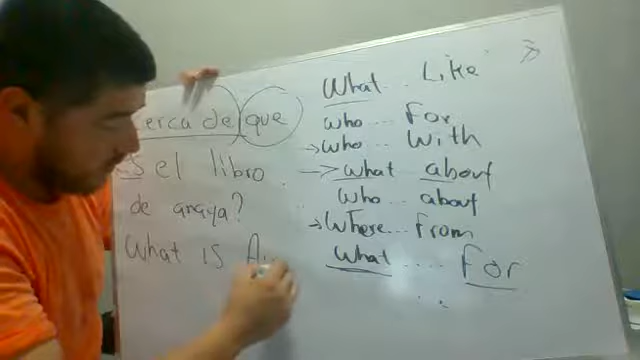 cerca de que
s el libro
de anaya?
What is A
What .. Like
who ... For
who ... With
what about
who .. about
Where... from
what .... For